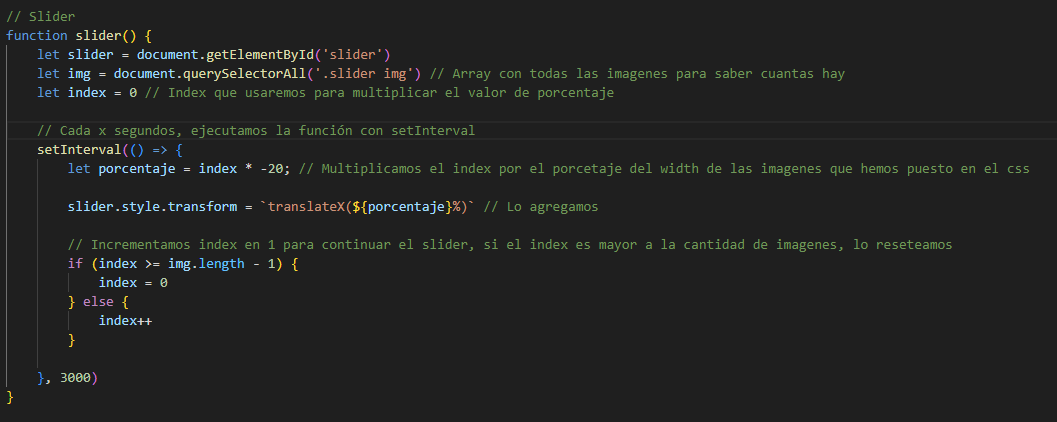 // Slider
function slider() {
let slider = document.getElementById('slider')
let img = document.querySelectorAll('.slider img') // Array con todas las imagenes para saber cuantas hay
let index = 0 // Index que usaremos para multiplicar el valor de porcentaje
// Cada x segundos, ejecutamos la función con setInterval
setInterval(() => {
let porcentaje = index * -20; // Multiplicamos el index por el porcetaje del width de las imagenes que hemos puesto en el css
slider.style.transform = `translateX(${porcentaje}%)` // Lo agregamos
// Incrementamos index en 1 para continuar el slider, si el index es mayor a la cantidad de imagenes, lo reseteamos
if (index >= img.length - 1) {
index = 0
} else {
index++
}
}, 3000)
}